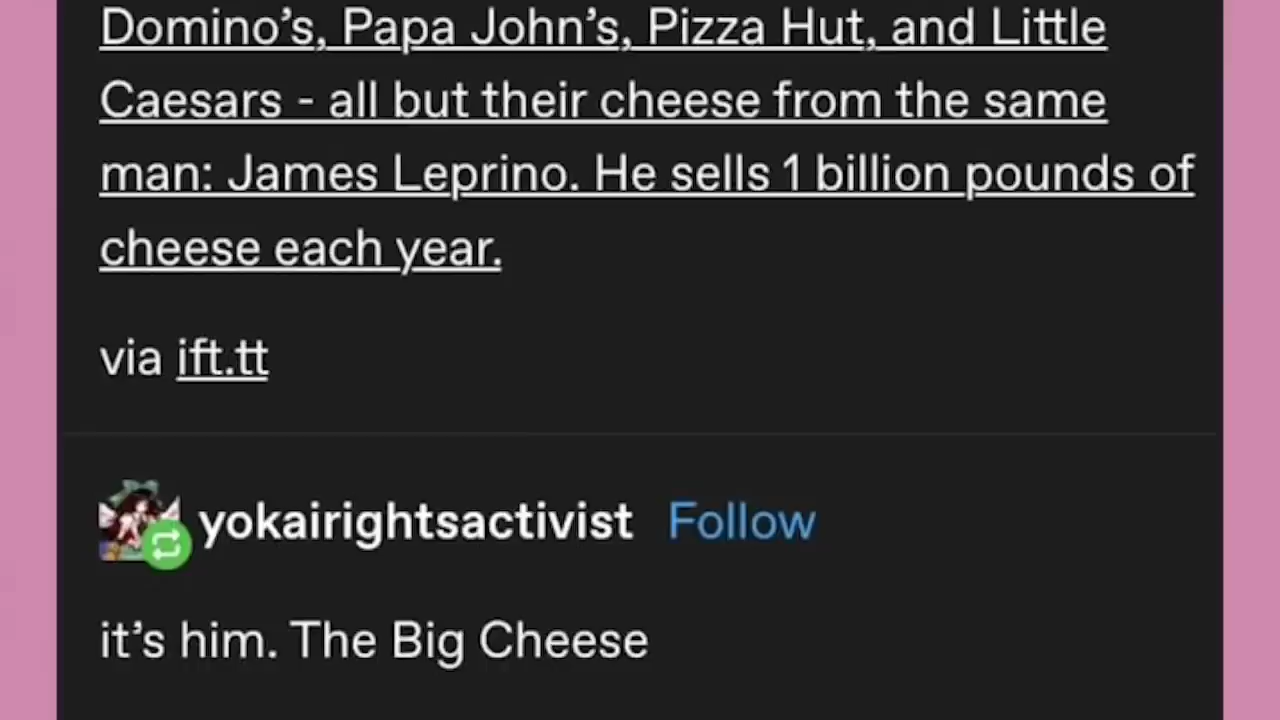 Domino’s, Papa John’s, Pizza Hut, and Little
Caesars - all but their cheese from the same
man: James Leprino. He sells 1 billion pounds of
cheese each year.
via ift.tt
yokairightsactivist Follow
it’s him. The Big Cheese